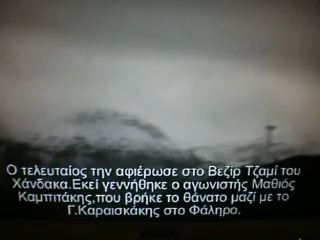 Ο τελευταίος την αφιέρωσε στο Βεζίρ Τζαμί του
Χάνδακα.Εκεί γεννήθηκε ο αγωνιστής Μαθιός
Καμπιτάκης,που βρήκε το θάνατο μαζί με το
Γ.Καραισκάκης στο Φάληρο.